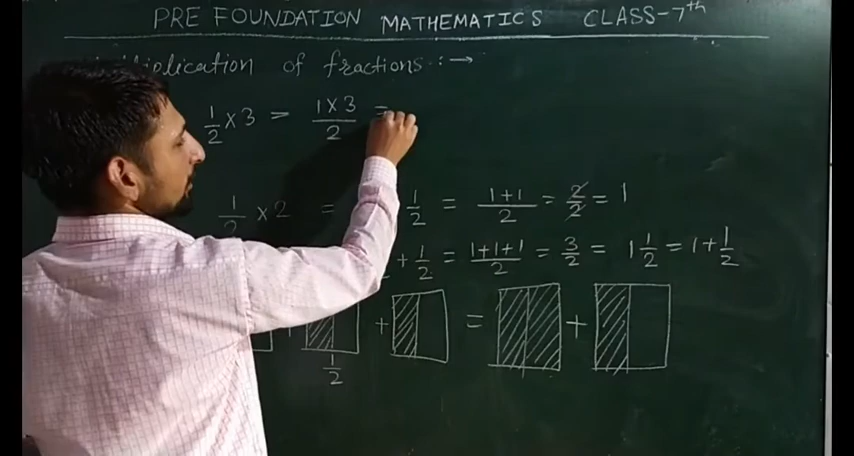 PRE FOUNDATION MATHEMATICS CLASS-7th
of fractions :→
1/2 × 3 = 1×3/2 =
1/2 × 2 = 1/2 = 1+1/2 = 2/2 = 1
+ 1/2 = 1+1+1/2 = 3/2 = 1 1/2 = 1 + 1/2
+ + = +
1/2